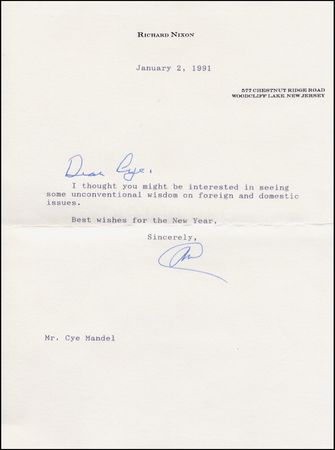 RICHARD NIXON
January 2, 1991
577 CHESTNUT RIDGE ROAD
WOODCLIFF LAKE, NEW JERSEY
Dear Cye,
I thought you might be interested in seeing
some unconventional wisdom on foreign and domestic
issues.
Best wishes for the New Year.
Sincerely,
RN
Mr. Cye Mandel